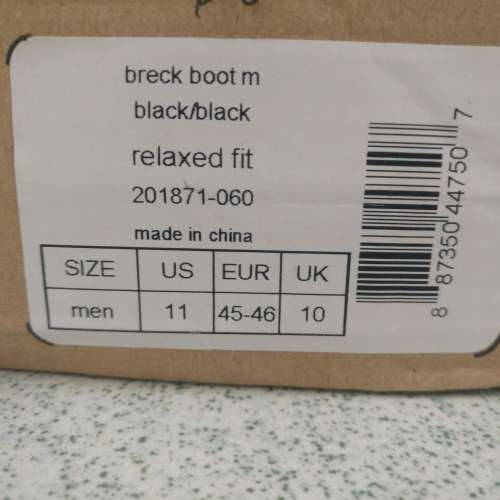 breck boot m
black/black
relaxed fit
201871-060
made in china
SIZE US EUR UK
men 11 45-46 10
8 87350 44750 7